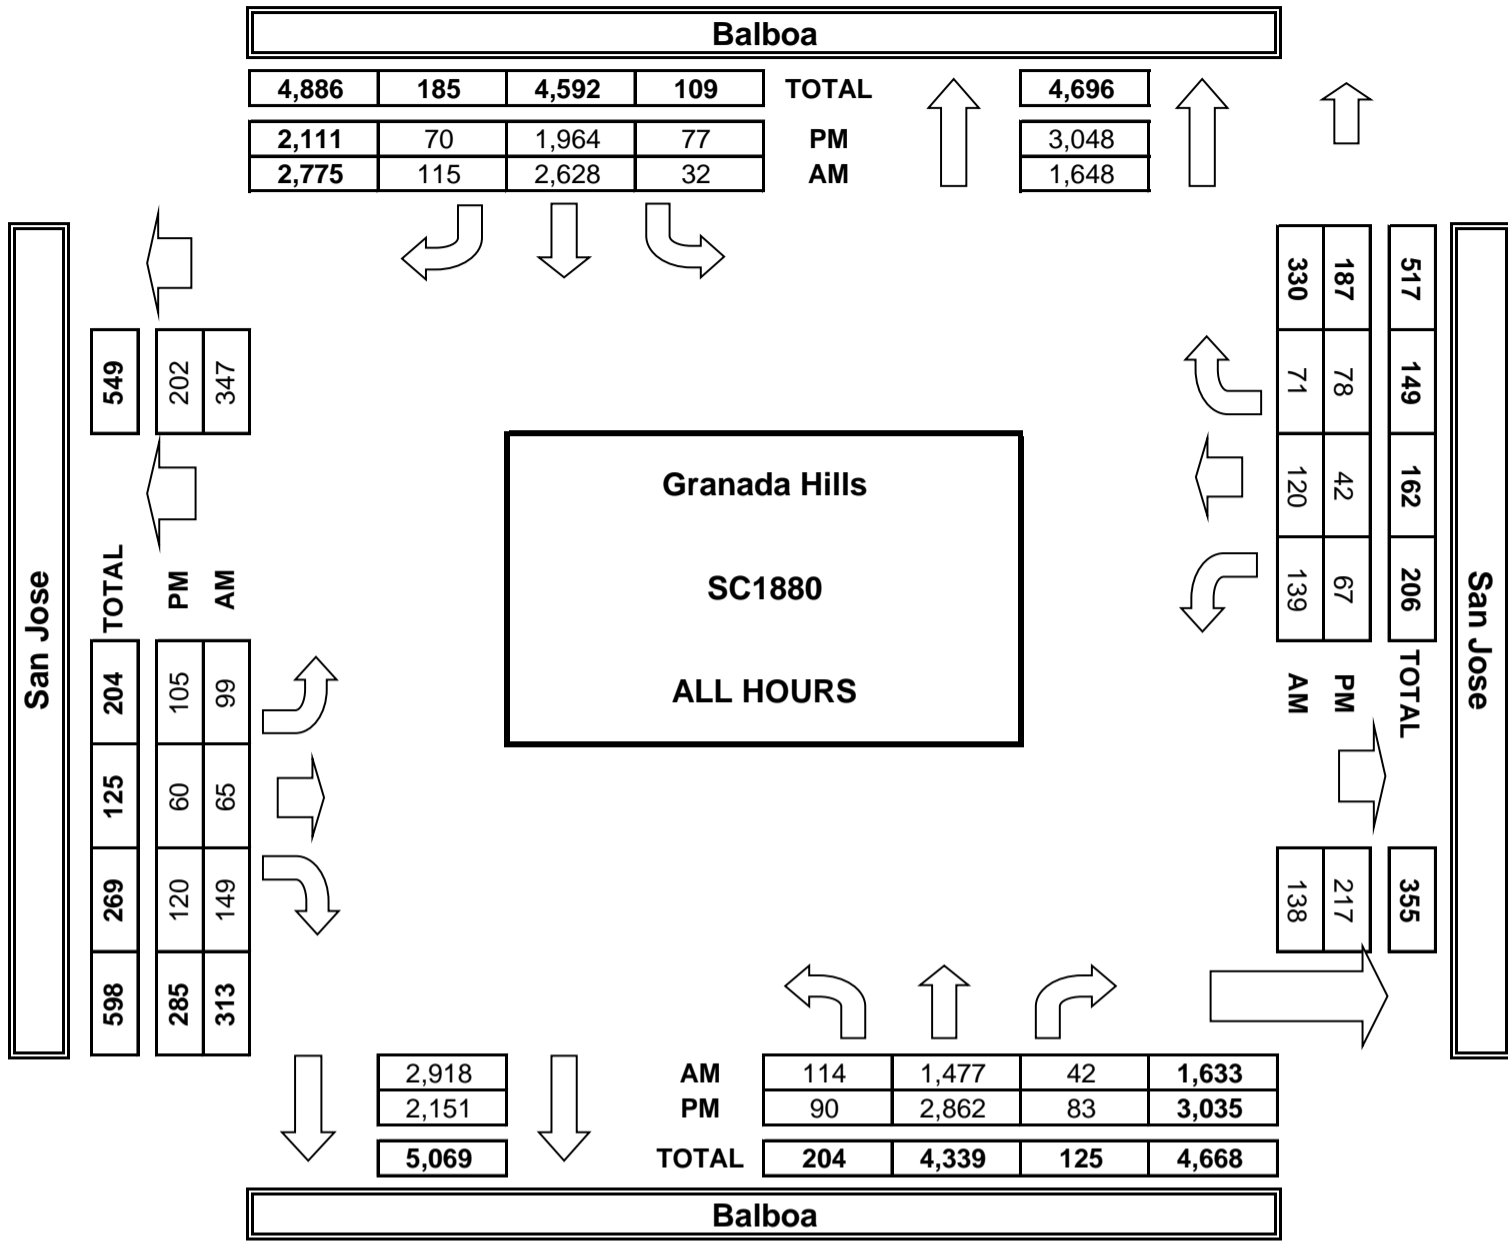 Balboa
4,886 185 4,592 109 TOTAL 4,696
2,111 70 1,964 77 PM 3,048
2,775 115 2,628 32 AM 1,648
San Jose
549 202 347
TOTAL PM AM
204 105 99
125 60 65
269 120 149
598 285 313
Granada Hills
SC1880
ALL HOURS
330 187 517
71 78 149
120 42 162
139 67 206
AM PM TOTAL
138 217 355
San Jose
2,918 AM 114 1,477 42 1,633
2,151 PM 90 2,862 83 3,035
5,069 TOTAL 204 4,339 125 4,668
Balboa